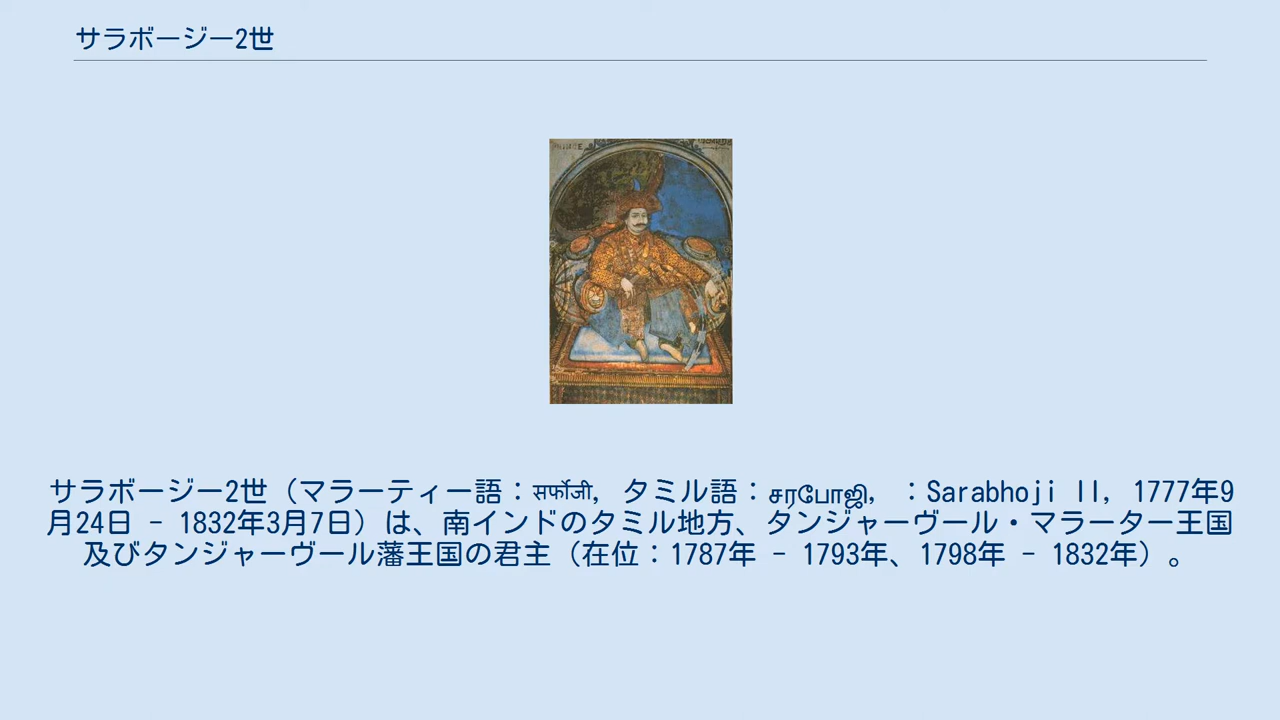 サラボージー2世
サラボージー2世（マラーティー語：सर्फोजी, タミル語：சரபோஜி, ：Sarabhoji II, 1777年9
月24日 - 1832年3月7日）は、南インドのタミル地方、タンジャーヴール・マラーター王国
及びタンジャーヴール藩王国の君主（在位：1787年 - 1793年、1798年 - 1832年）。